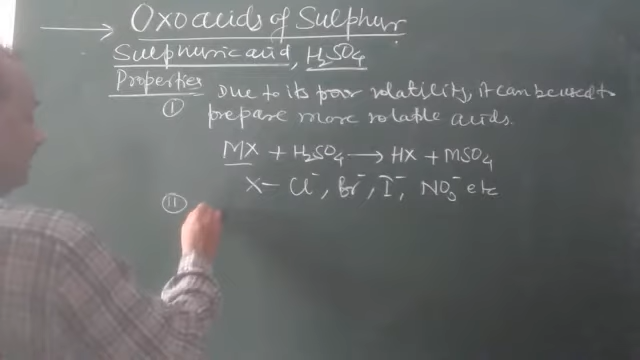 → Oxoacids of Sulphur
Sulphuric acid, H₂SO₄
Properties
① Due to its poor volatility, it can be used to
prepare more volatile acids.
MX + H₂SO₄ → HX + MSO₄
X – Cl⁻, Br⁻, I⁻, NO₃⁻ etc
⑪